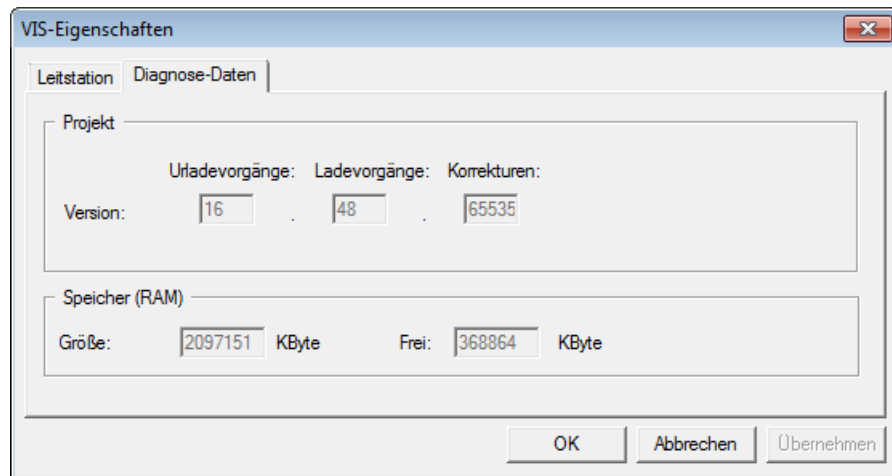 VIS-Eigenschaften
Leitstation Diagnose-Daten
Projekt
Urladevorgänge: Ladevorgänge: Korrekturen:
Version: 16 . 48 . 65535
Speicher (RAM)
Größe: 2097151 KByte Frei: 368864 KByte
OK Abbrechen Übernehmen